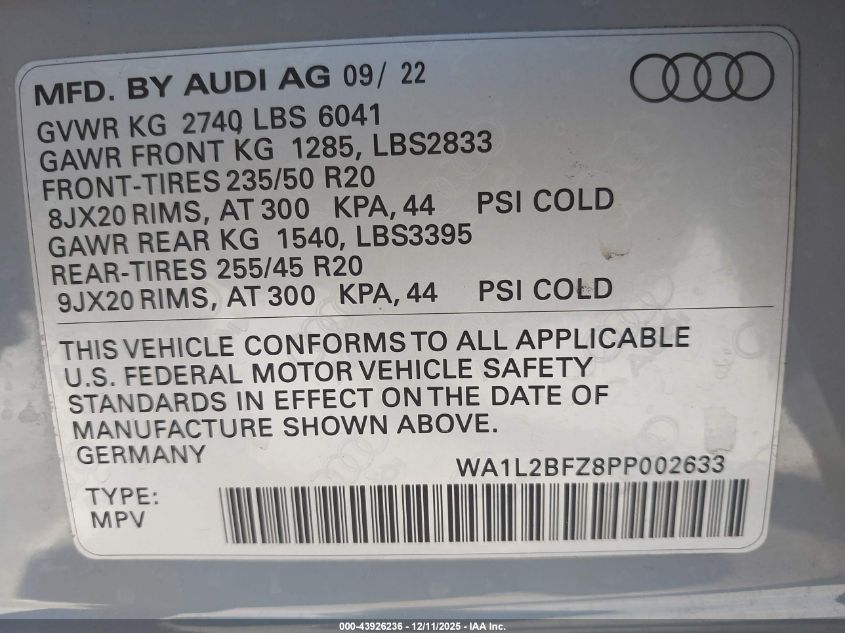 MFD. BY AUDI AG 09/ 22
GVWR KG 2740 LBS 6041
GAWR FRONT KG 1285, LBS2833
FRONT-TIRES 235/50 R20
8JX20 RIMS, AT 300 KPA, 44 PSI COLD
GAWR REAR KG 1540, LBS3395
REAR-TIRES 255/45 R20
9JX20 RIMS, AT 300 KPA, 44 PSI COLD
THIS VEHICLE CONFORMS TO ALL APPLICABLE
U.S. FEDERAL MOTOR VEHICLE SAFETY
STANDARDS IN EFFECT ON THE DATE OF
MANUFACTURE SHOWN ABOVE.
GERMANY
WA1L2BFZ8PP002633
TYPE:
MPV
000-43926236 - 12/11/2025 - IAA Inc.